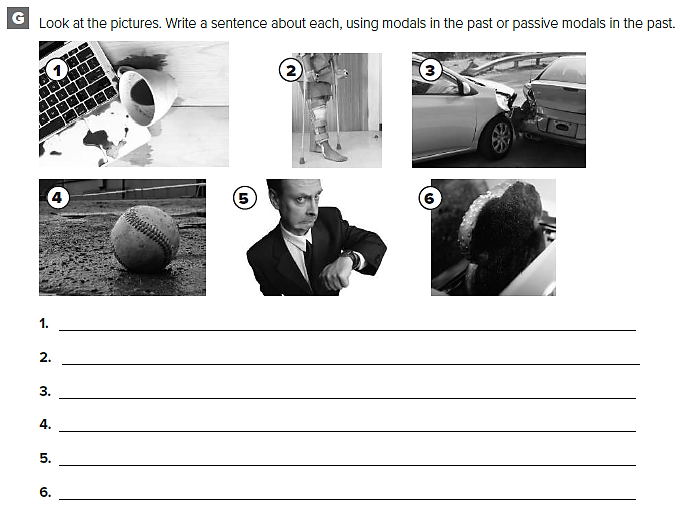 G Look at the pictures. Write a sentence about each, using modals in the past or passive modals in the past.
1 2 3
4 5 6
1.
2.
3.
4.
5.
6.